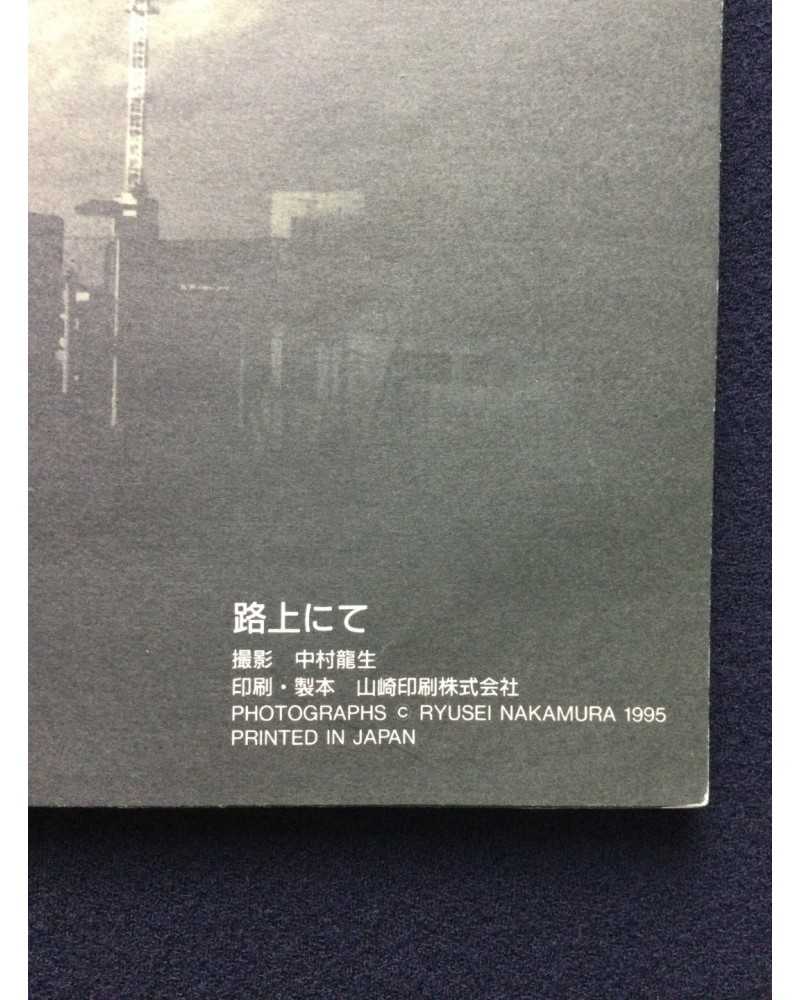 路上にて
撮影　中村龍生
印刷・製本　山崎印刷株式会社
PHOTOGRAPHS © RYUSEI NAKAMURA 1995
PRINTED IN JAPAN